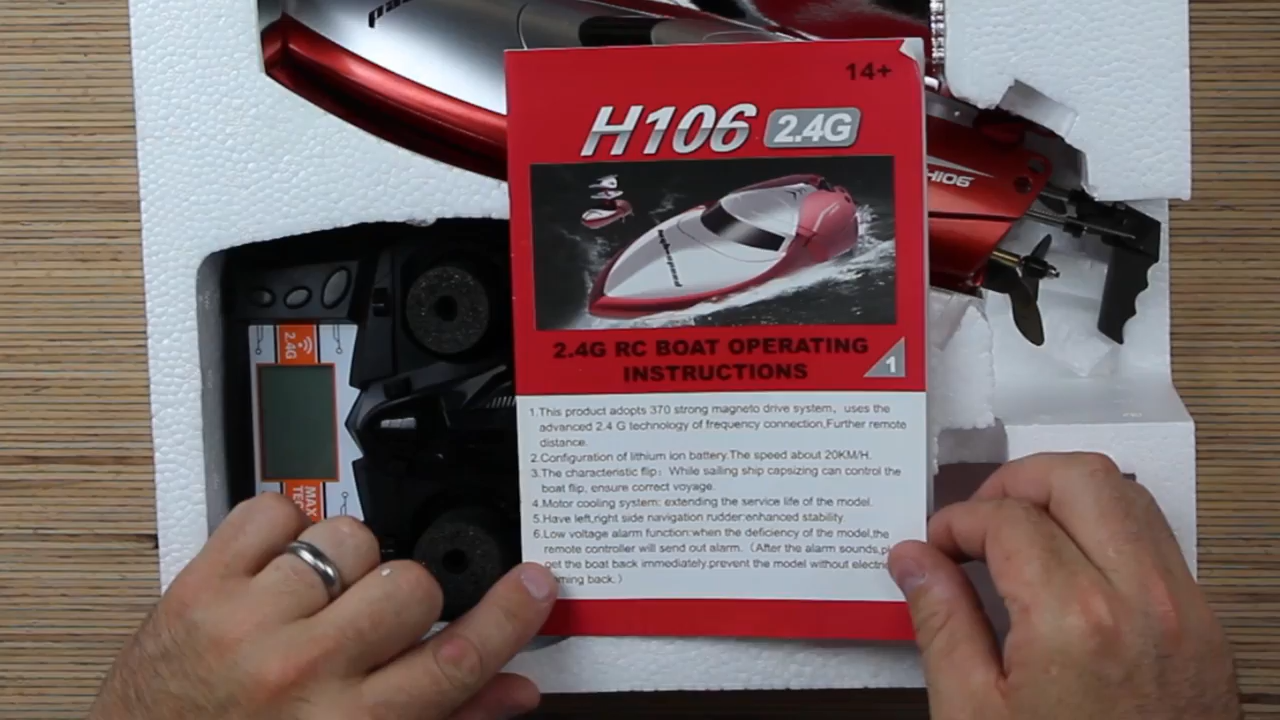 14+
H106 2.4G
2.4G RC BOAT OPERATING
INSTRUCTIONS
1
1.This product adopts 370 strong magneto drive system, uses the
advanced 2.4 G technology of frequency connection.Further remote
distance.
2.Configuration of lithium ion battery.The speed about 20KM/H.
3.The characteristic flip: While sailing ship capsizing can control the
boat flip, ensure correct voyage.
4.Motor cooling system: extending the service life of the model.
5.Have left,right side navigation rudder:enhanced stability
6.Low voltage alarm function:when the deficiency of the model,the
remote controller will send out alarm. (After the alarm sounds,
get the boat back immediately.prevent the model without
back.)
H106
2.4G
MAX